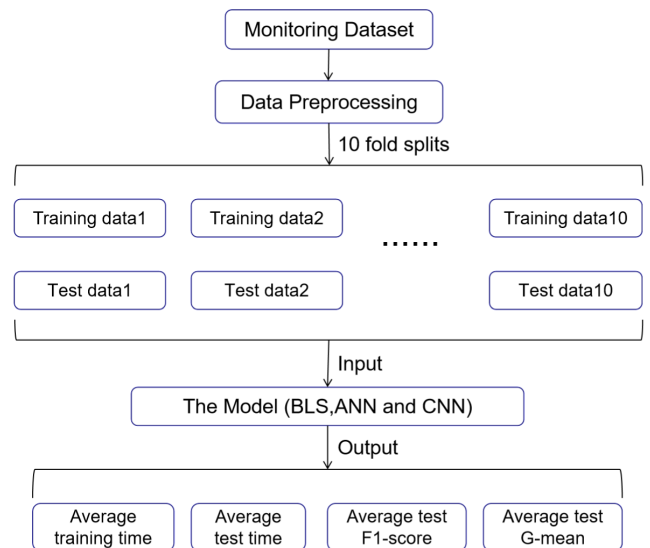 Monitoring Dataset
Data Preprocessing
10 fold splits
Training data1
Training data2
Training data10
......
Test data1
Test data2
Test data10
Input
The Model (BLS,ANN and CNN)
Output
Average
training time
Average
test time
Average test
F1-score
Average test
G-mean